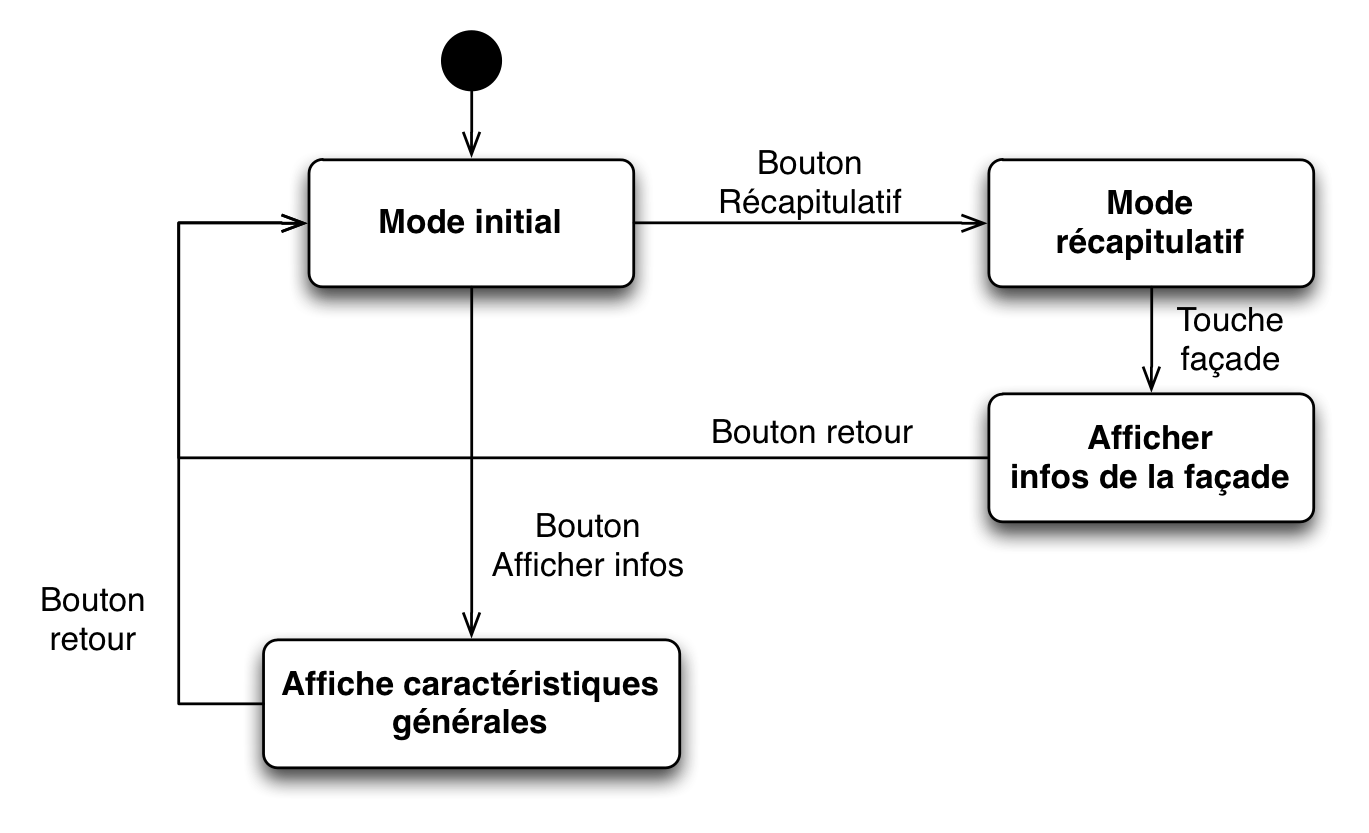 Bouton
Récapitulatif
Mode initial
Mode
récapitulatif
Touche
façade
Bouton retour
Afficher
infos de la façade
Bouton
Afficher infos
Bouton
retour
Affiche caractéristiques
générales